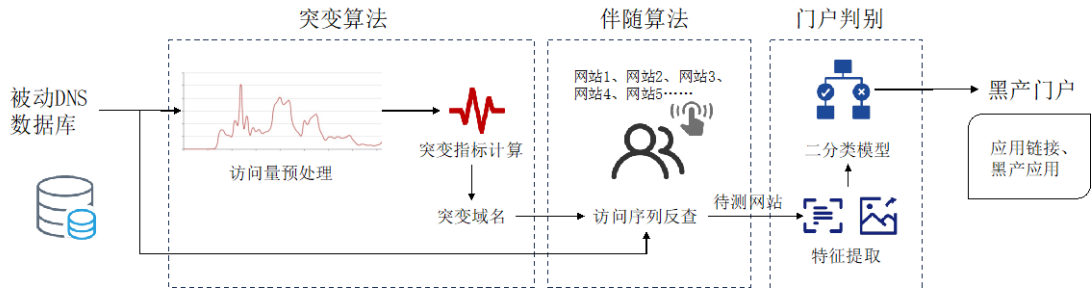 突变算法
伴随算法
门户判别
被动DNS
数据库
访问量预处理
突变指标计算
突变域名
网站1、网站2、网站3、
网站4、网站5……
访问序列反查
待测网站
二分类模型
特征提取
黑产门户
应用链接、
黑产应用